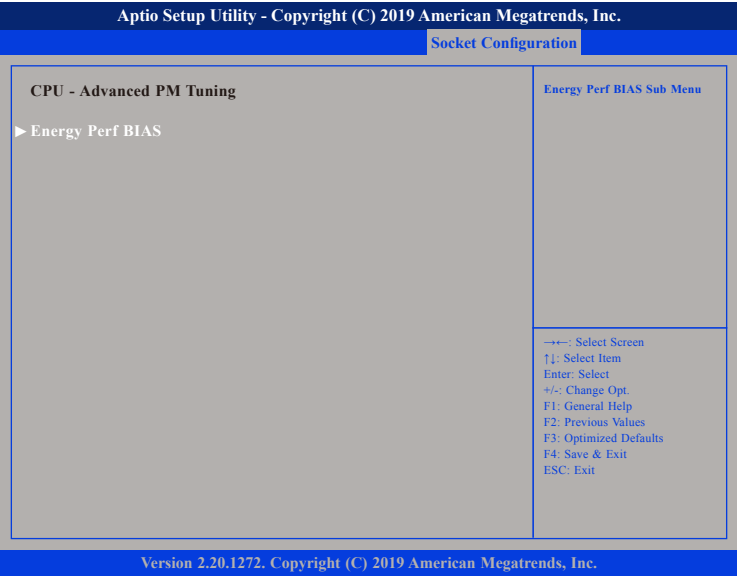 Aptio Setup Utility - Copyright (C) 2019 American Megatrends, Inc.
Socket Configuration
CPU - Advanced PM Tuning
▶ Energy Perf BIAS
Energy Perf BIAS Sub Menu
→←: Select Screen
↑↓: Select Item
Enter: Select
+/-: Change Opt.
F1: General Help
F2: Previous Values
F3: Optimized Defaults
F4: Save & Exit
ESC: Exit
Version 2.20.1272. Copyright (C) 2019 American Megatrends, Inc.